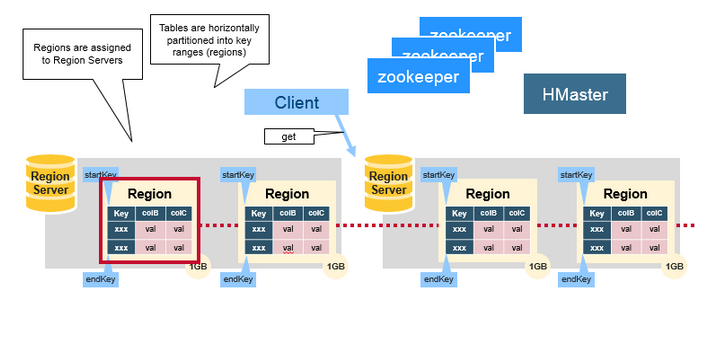 Regions are assigned
to Region Servers
Tables are horizontally
partitioned into key
ranges (regions)
zookeeper
zookeeper
zookeeper
HMaster
Client
get
Region
Server
startKey
Region
Key colB colC
xxx val val
xxx val val
1GB
endKey
startKey
Region
Key colB colC
xxx val val
xxx val val
1GB
endKey
Region
Server
startKey
Region
Key colB colC
xxx val val
xxx val val
1GB
endKey
startKey
Region
Key colB colC
xxx val val
xxx val val
1GB
endKey